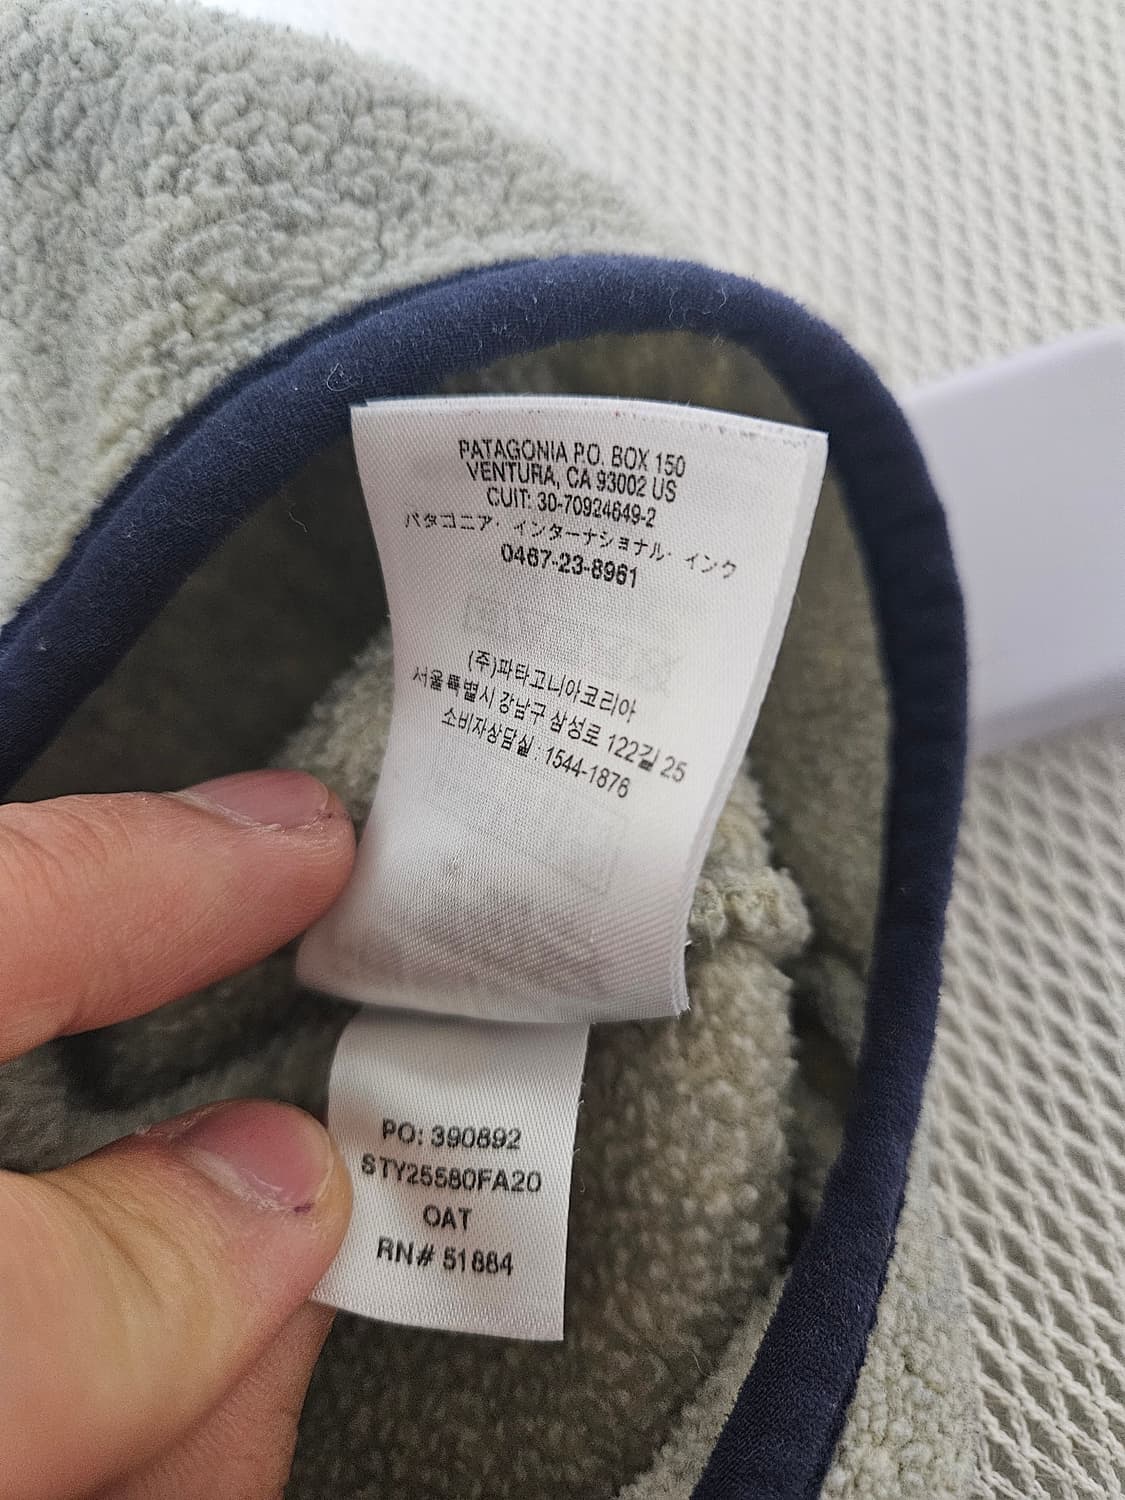 PATAGONIA P.O. BOX 150
VENTURA, CA 93002 US
CUIT: 30-70924649-2
パタゴニア・インターナショナル・インク
0467-23-8961
(주)파타고니아코리아
서울특별시 강남구 삼성로 122길 25
소비자상담실 : 1544-1876
PO: 390892
STY25580FA20
OAT
RN# 51884